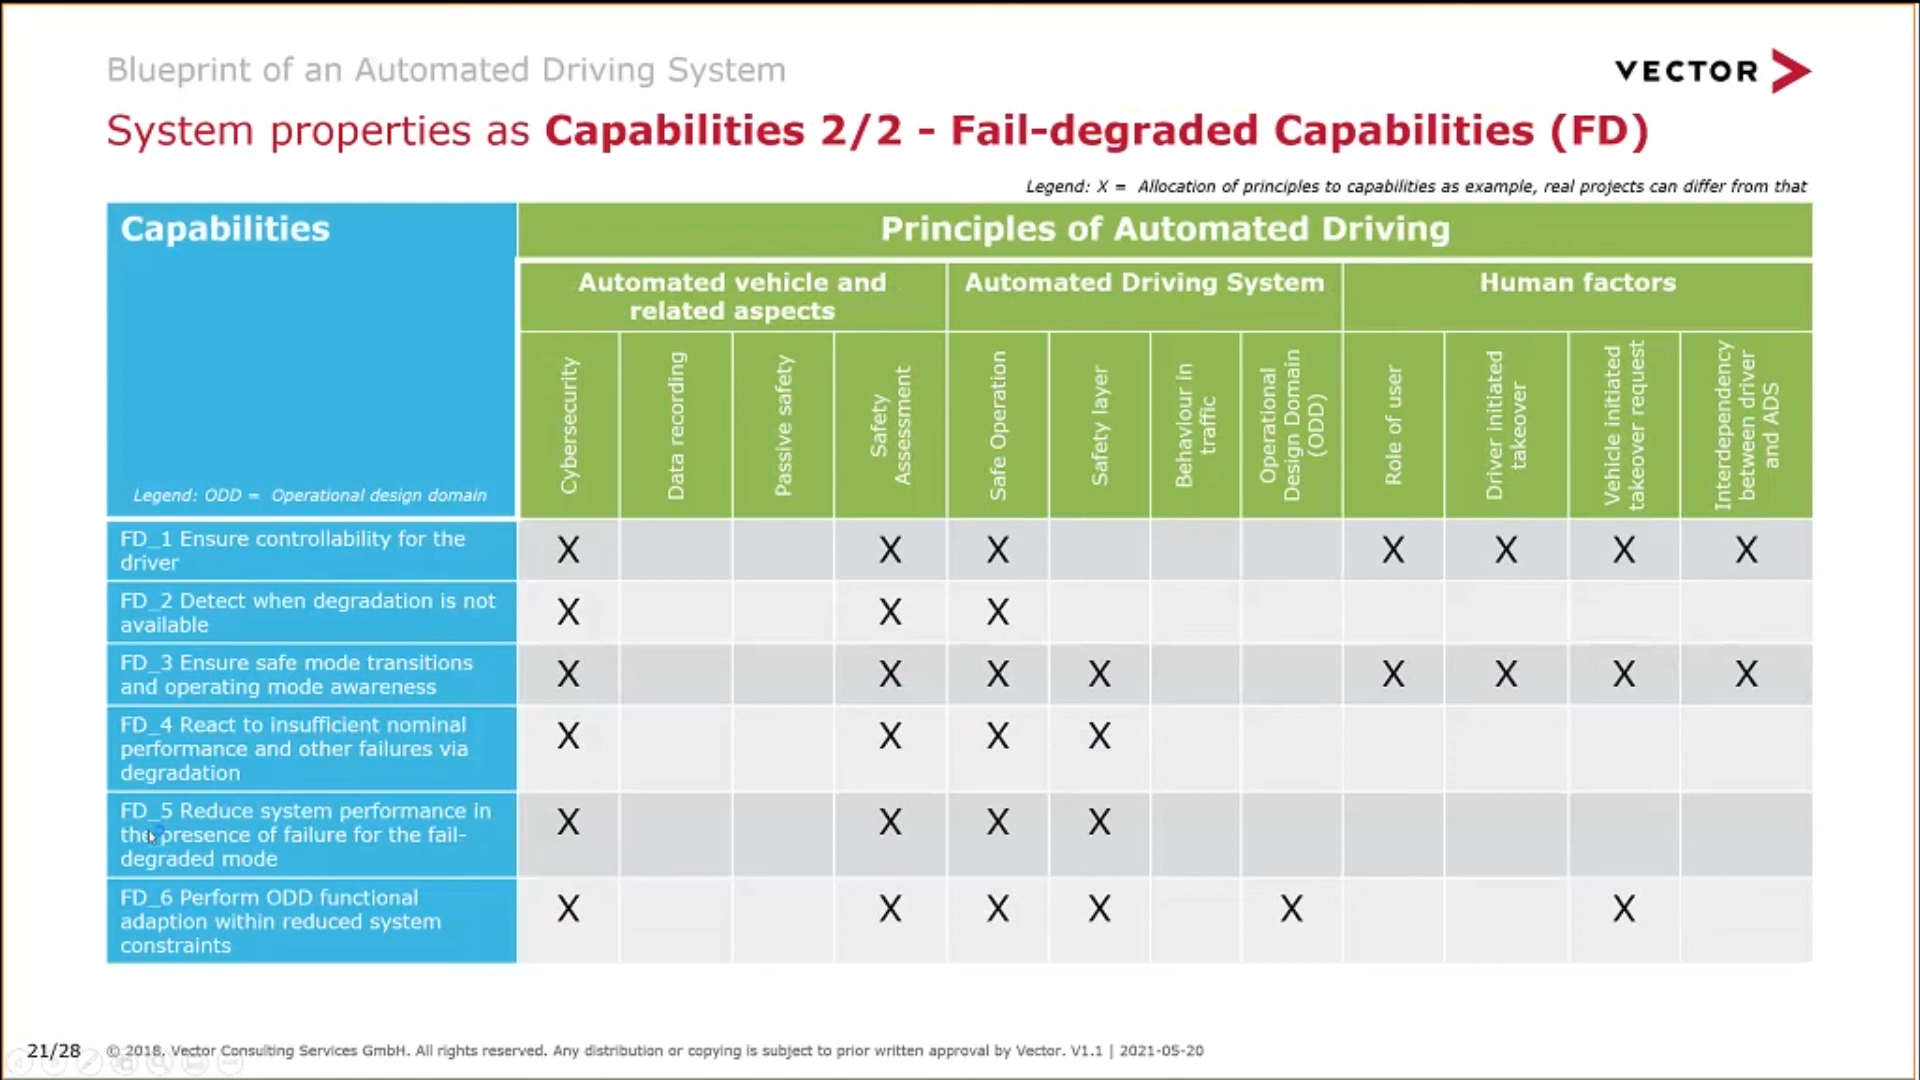 Blueprint of an Automated Driving System
VECTOR
System properties as Capabilities 2/2 - Fail-degraded Capabilities (FD)
Legend: X = Allocation of principles to capabilities as example, real projects can differ from that
Capabilities
Principles of Automated Driving
Automated vehicle and
related aspects
Automated Driving System
Human factors
Legend: ODD = Operational design domain
Cybersecurity
Data recording
Passive safety
Safety
Assessment
Safe Operation
Safety layer
Behaviour in
traffic
Operational
Design Domain
(ODD)
Role of user
Driver initiated
takeover
Vehicle initiated
takeover request
Interdependency
between driver
and ADS
FD_1 Ensure controllability for the
driver
X X X X X X X
FD_2 Detect when degradation is not
available
X X X
FD_3 Ensure safe mode transitions
and operating mode awareness
X X X X X X X X
FD_4 React to insufficient nominal
performance and other failures via
degradation
X X X X
FD_5 Reduce system performance in
the presence of failure for the fail-
degraded mode
X X X X
FD_6 Perform ODD functional
adaption within reduced system
constraints
X X X X X X
21/28
© 2018. Vector Consulting Services GmbH. All rights reserved. Any distribution or copying is subject to prior written approval by Vector. V1.1 | 2021-05-20